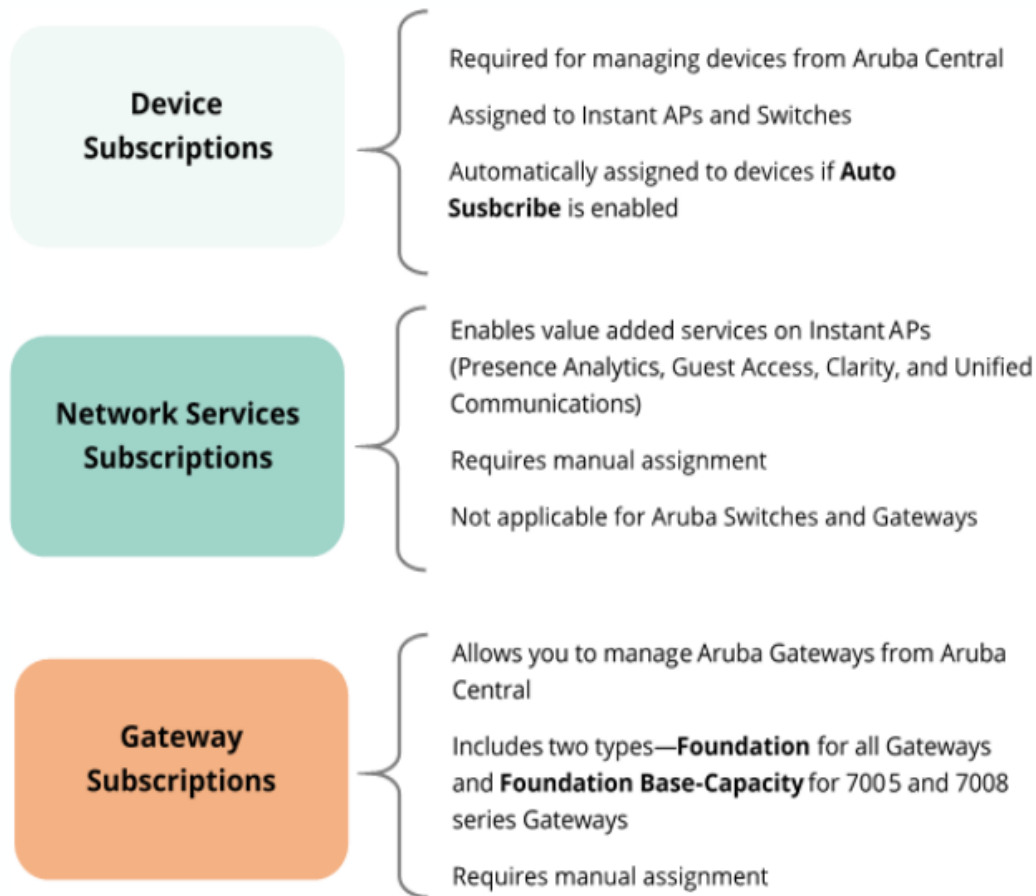 Device
Subscriptions
Required for managing devices from Aruba Central
Assigned to Instant APs and Switches
Automatically assigned to devices if Auto
Susbcribe is enabled
Network Services
Subscriptions
Enables value added services on Instant APs
(Presence Analytics, Guest Access, Clarity, and Unified
Communications)
Requires manual assignment
Not applicable for Aruba Switches and Gateways
Gateway
Subscriptions
Allows you to manage Aruba Gateways from Aruba
Central
Includes two types—Foundation for all Gateways
and Foundation Base-Capacity for 7005 and 7008
series Gateways
Requires manual assignment